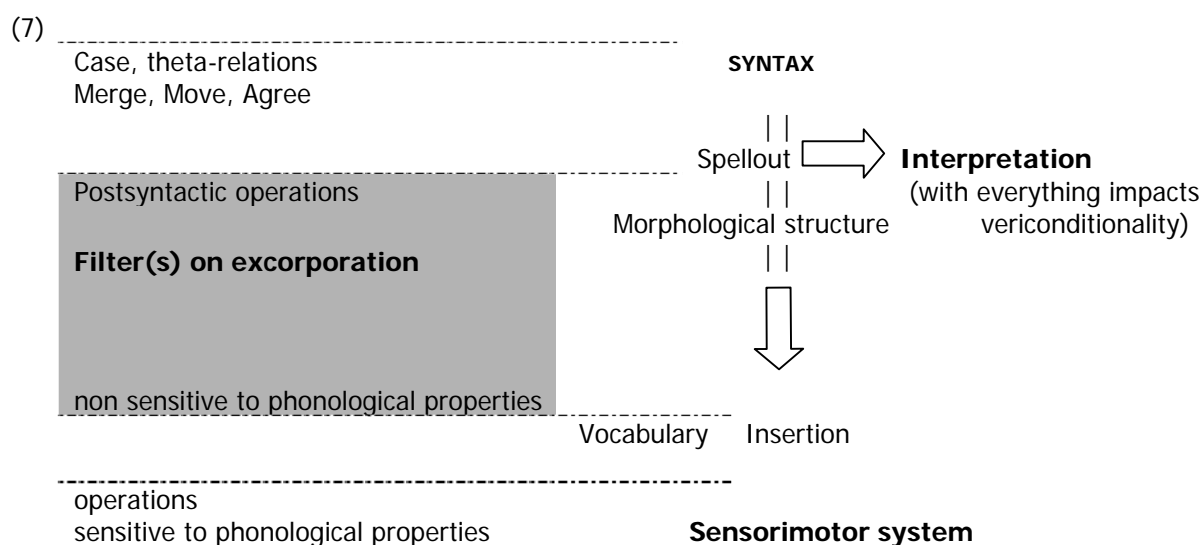 (7)
Case, theta-relations SYNTAX
Merge, Move, Agree
Spellout Interpretation
Postsyntactic operations (with everything impacts
Morphological structure vericonditionality)
Filter(s) on excorporation
non sensitive to phonological properties
Vocabulary Insertion
operations
sensitive to phonological properties Sensorimotor system